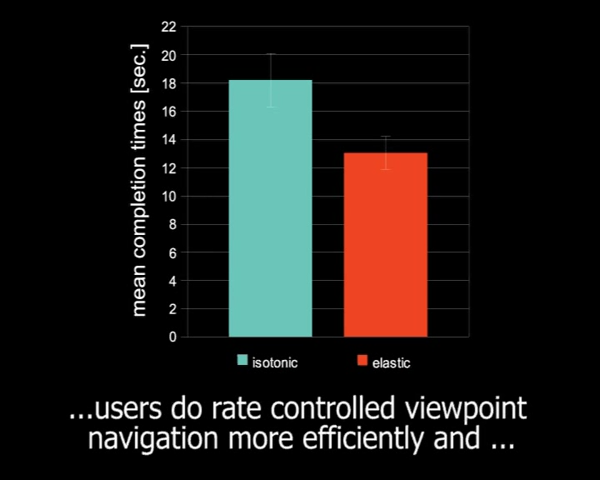 22
20
18
16
14
12
10
8
6
4
2
0
mean completion times [sec.]
isotonic
elastic
...users do rate controlled viewpoint
navigation more efficiently and ...